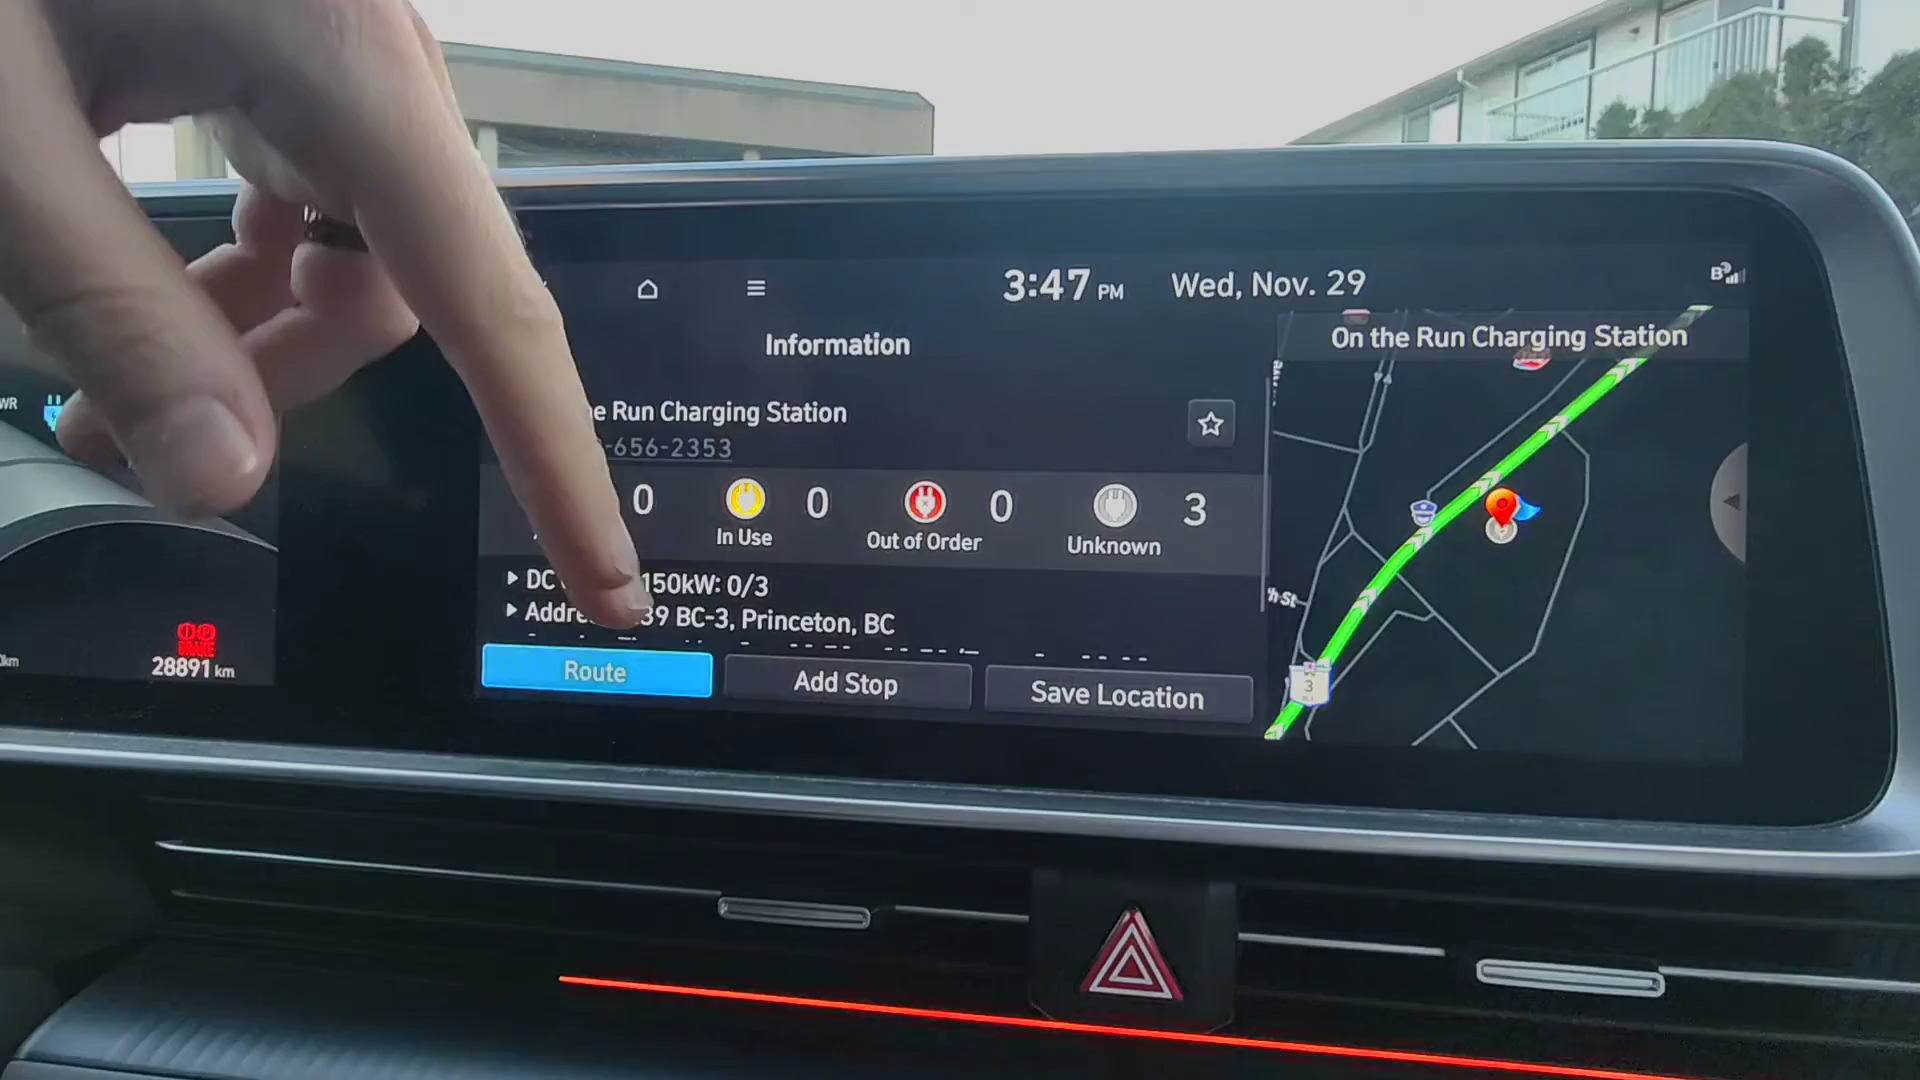 3:47 PM Wed, Nov. 29
Information
On the Run Charging Station
Run Charging Station
-656-2353
0 0 0 3
In Use
Out of Order
Unknown
DC 150kW: 0/3
39 BC-3, Princeton, BC
Route
Add Stop
Save Location
3
BRAKE
28891 km